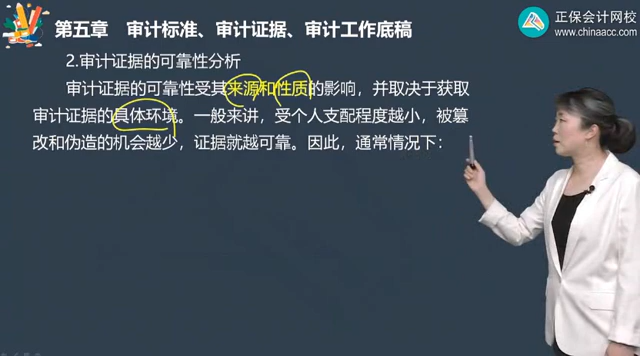 第五章　审计标准、审计证据、审计工作底稿
正保会计网校
www.chinaacc.com
2.审计证据的可靠性分析
审计证据的可靠性受其来源和性质的影响，并取决于获取
审计证据的具体环境。一般来讲，受个人支配程度越小，被篡
改和伪造的机会越少，证据就越可靠。因此，通常情况下：